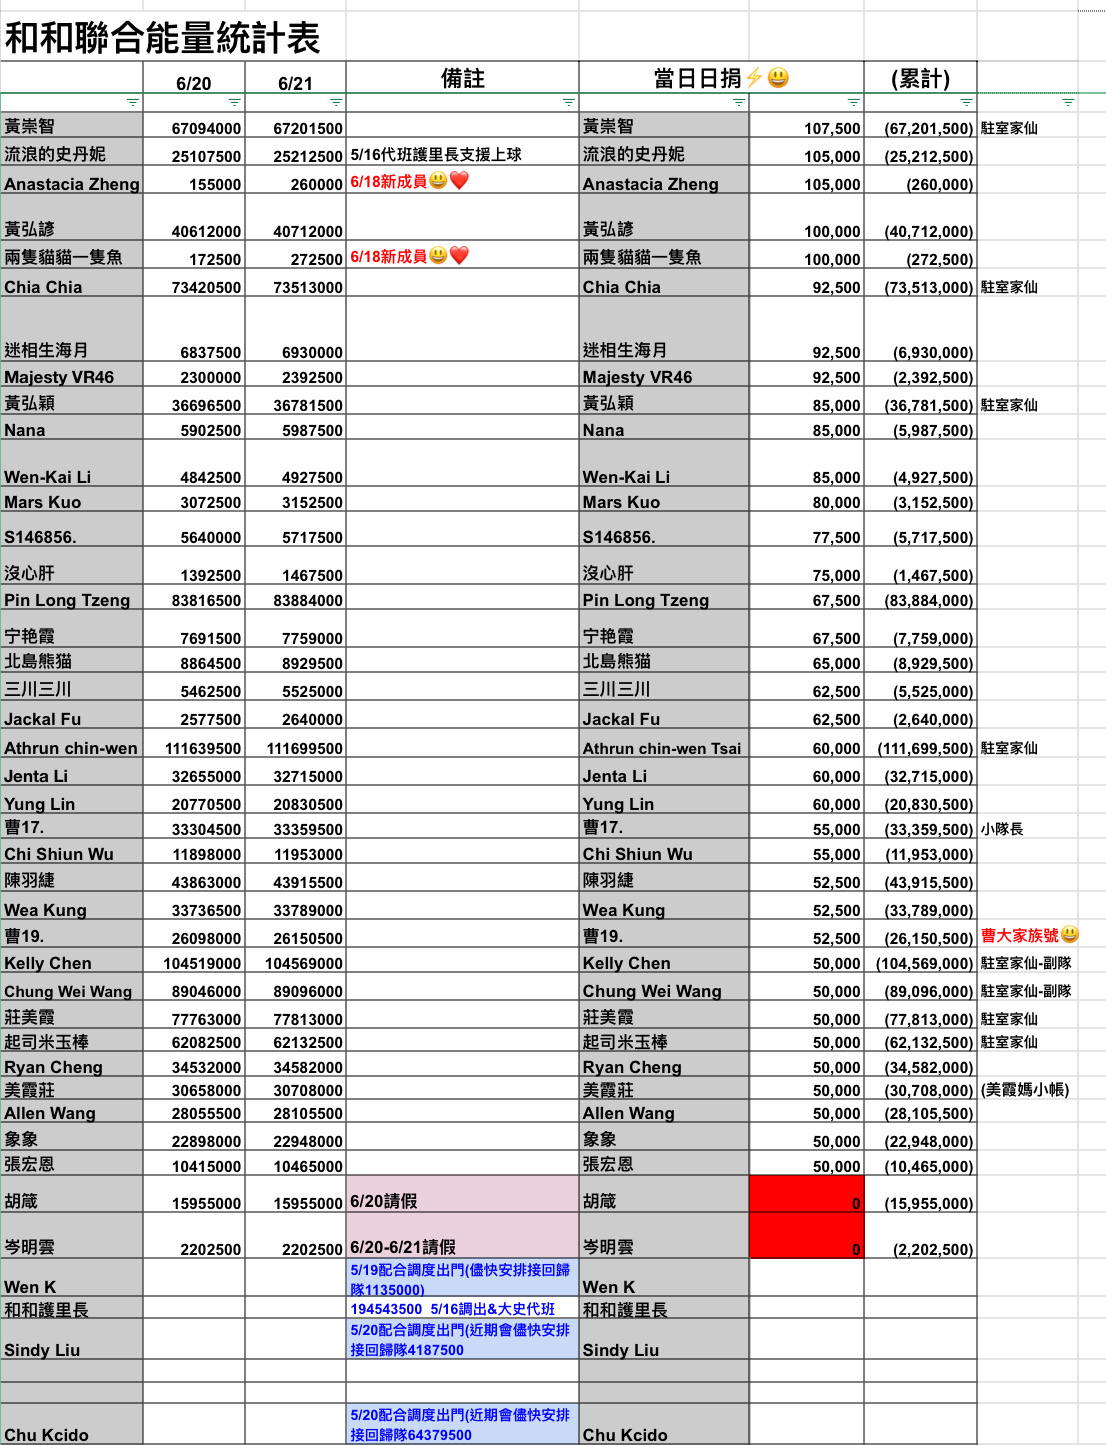 和和聯合能量統計表
6/20 6/21 備註 當日日捐⚡😃 (累計)
黃崇智 67094000 67201500 黃崇智 107,500 (67,201,500) 駐室家仙
流浪的史丹妮 25107500 25212500 5/16代班護里長支援上球 流浪的史丹妮 105,000 (25,212,500)
Anastacia Zheng 155000 260000 6/18新成員😃❤️ Anastacia Zheng 105,000 (260,000)
黃弘諺 40612000 40712000 黃弘諺 100,000 (40,712,000)
兩隻貓貓一隻魚 172500 272500 6/18新成員😃❤️ 兩隻貓貓一隻魚 100,000 (272,500)
Chia Chia 73420500 73513000 Chia Chia 92,500 (73,513,000) 駐室家仙
迷相生海月 6837500 6930000 迷相生海月 92,500 (6,930,000)
Majesty VR46 2300000 2392500 Majesty VR46 92,500 (2,392,500)
黃弘穎 36696500 36781500 黃弘穎 85,000 (36,781,500) 駐室家仙
Nana 5902500 5987500 Nana 85,000 (5,987,500)
Wen-Kai Li 4842500 4927500 Wen-Kai Li 85,000 (4,927,500)
Mars Kuo 3072500 3152500 Mars Kuo 80,000 (3,152,500)
S146856. 5640000 5717500 S146856. 77,500 (5,717,500)
沒心肝 1392500 1467500 沒心肝 75,000 (1,467,500)
Pin Long Tzeng 83816500 83884000 Pin Long Tzeng 67,500 (83,884,000)
宁艳霞 7691500 7759000 宁艳霞 67,500 (7,759,000)
北島熊猫 8864500 8929500 北島熊猫 65,000 (8,929,500)
三川三川 5462500 5525000 三川三川 62,500 (5,525,000)
Jackal Fu 2577500 2640000 Jackal Fu 62,500 (2,640,000)
Athrun chin-wen 111639500 111699500 Athrun chin-wen Tsai 60,000 (111,699,500) 駐室家仙
Jenta Li 32655000 32715000 Jenta Li 60,000 (32,715,000)
Yung Lin 20770500 20830500 Yung Lin 60,000 (20,830,500)
曹17. 33304500 33359500 曹17. 55,000 (33,359,500) 小隊長
Chi Shiun Wu 11898000 11953000 Chi Shiun Wu 55,000 (11,953,000)
陳羽緁 43863000 43915500 陳羽緁 52,500 (43,915,500)
Wea Kung 33736500 33789000 Wea Kung 52,500 (33,789,000)
曹19. 26098000 26150500 曹19. 52,500 (26,150,500) 曹大家族號😃
Kelly Chen 104519000 104569000 Kelly Chen 50,000 (104,569,000) 駐室家仙-副隊
Chung Wei Wang 89046000 89096000 Chung Wei Wang 50,000 (89,096,000) 駐室家仙-副隊
莊美霞 77763000 77813000 莊美霞 50,000 (77,813,000) 駐室家仙
起司米玉棒 62082500 62132500 起司米玉棒 50,000 (62,132,500) 駐室家仙
Ryan Cheng 34532000 34582000 Ryan Cheng 50,000 (34,582,000)
美霞莊 30658000 30708000 美霞莊 50,000 (30,708,000) (美霞媽小帳)
Allen Wang 28055500 28105500 Allen Wang 50,000 (28,105,500)
象象 22898000 22948000 象象 50,000 (22,948,000)
張宏恩 10415000 10465000 張宏恩 50,000 (10,465,000)
胡箴 15955000 15955000 6/20請假 胡箴 0 (15,955,000)
岑明雲 2202500 2202500 6/20-6/21請假 岑明雲 0 (2,202,500)
5/19配合調度出門(儘快安排接回歸
Wen K 隊1135000) Wen K
和和護里長 194543500 5/16調出&大史代班 和和護里長
5/20配合調度出門(近期會儘快安排
Sindy Liu 接回歸隊4187500 Sindy Liu
5/20配合調度出門(近期會儘快安排
Chu Kcido 接回歸隊64379500 Chu Kcido